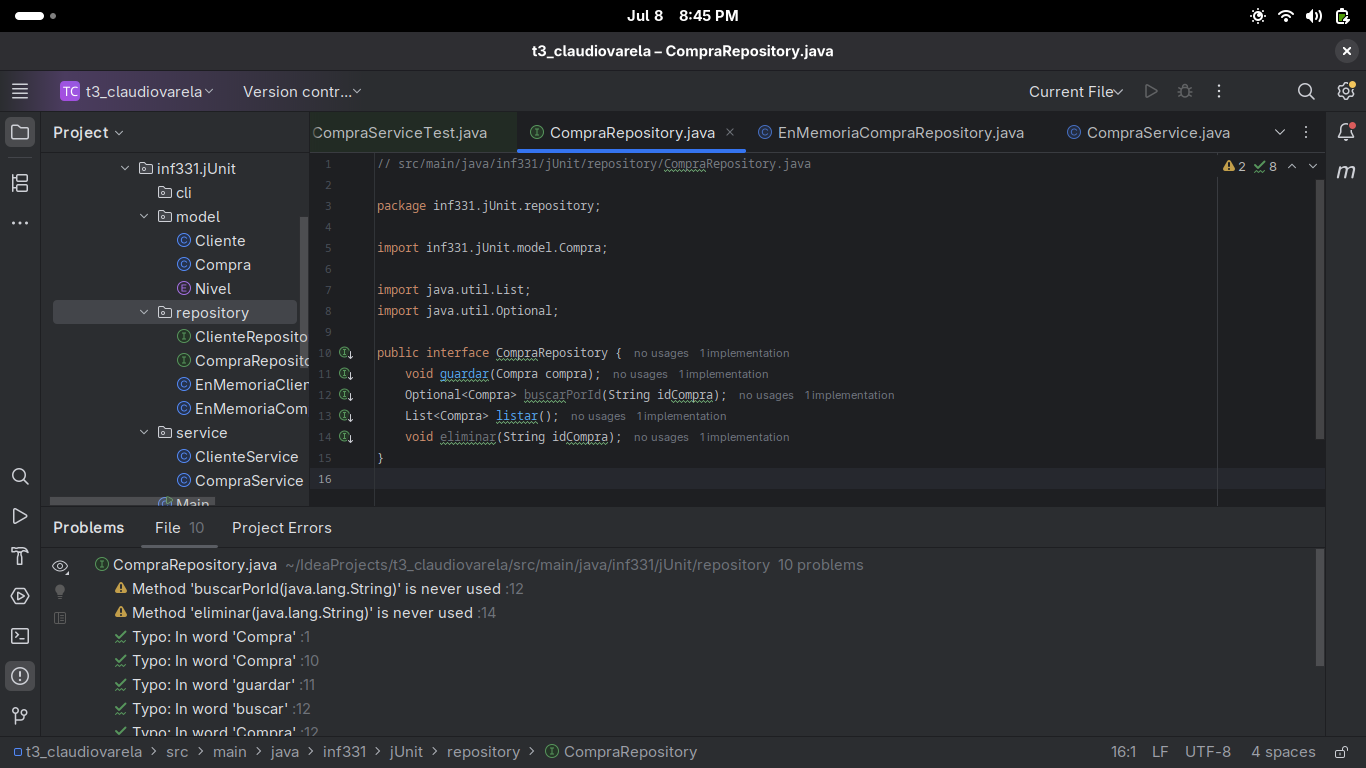 Jul 8 8:45 PM
t3_claudiovarela – CompraRepository.java
TC t3_claudiovarela Version contr... Current File
Project
CompraServiceTest.java CompraRepository.java EnMemoriaCompraRepository.java CompraService.java
inf331.jUnit
cli
model
Cliente
Compra
Nivel
repository
ClienteReposito
CompraReposito
EnMemoriaClien
EnMemoriaCom
service
ClienteService
CompraService
Main
1 // src/main/java/inf331/jUnit/repository/CompraRepository.java
2
3 package inf331.jUnit.repository;
4
5 import inf331.jUnit.model.Compra;
6
7 import java.util.List;
8 import java.util.Optional;
9
10 public interface CompraRepository { no usages 1 implementation
11 void guardar(Compra compra); no usages 1 implementation
12 Optional<Compra> buscarPorId(String idCompra); no usages 1 implementation
13 List<Compra> listar(); no usages 1 implementation
14 void eliminar(String idCompra); no usages 1 implementation
15 }
16
2 8
m
Problems File 10 Project Errors
CompraRepository.java ~/IdeaProjects/t3_claudiovarela/src/main/java/inf331/jUnit/repository 10 problems
Method 'buscarPorId(java.lang.String)' is never used :12
Method 'eliminar(java.lang.String)' is never used :14
Typo: In word 'Compra' :1
Typo: In word 'Compra' :10
Typo: In word 'guardar' :11
Typo: In word 'buscar' :12
Typo: In word 'Compra' :12
t3_claudiovarela > src > main > java > inf331 > jUnit > repository > CompraRepository 16:1 LF UTF-8 4 spaces